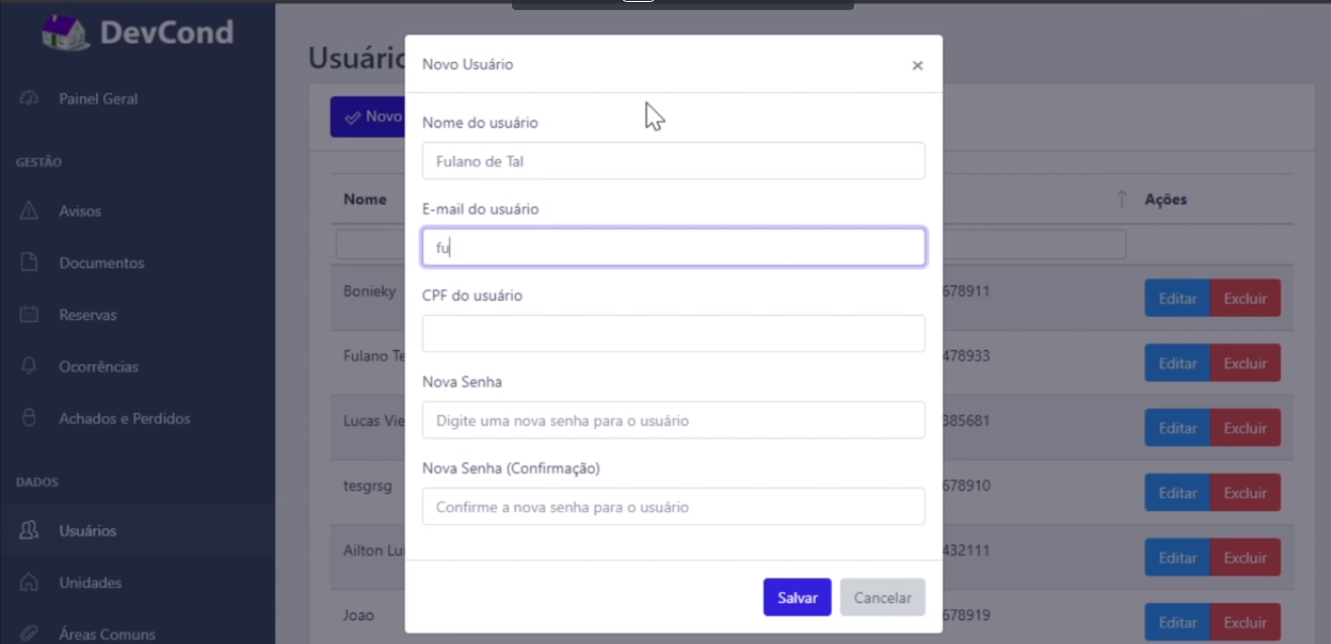 DevCond
Painel Geral
GESTÃO
Avisos
Documentos
Reservas
Ocorrências
Achados e Perdidos
DADOS
Usuários
Unidades
Áreas Comuns
Usuário
Novo
Nome
Ações
Bonieky
678911
Editar Excluir
Fulano Te
478933
Editar Excluir
Lucas Vie
385681
Editar Excluir
tesgrsg
678910
Editar Excluir
Ailton Lui
432111
Editar Excluir
Joao
678919
Editar Excluir
Novo Usuário
×
Nome do usuário
Fulano de Tal
E-mail do usuário
fu
CPF do usuário
Nova Senha
Digite uma nova senha para o usuário
Nova Senha (Confirmação)
Confirme a nova senha para o usuário
Salvar Cancelar